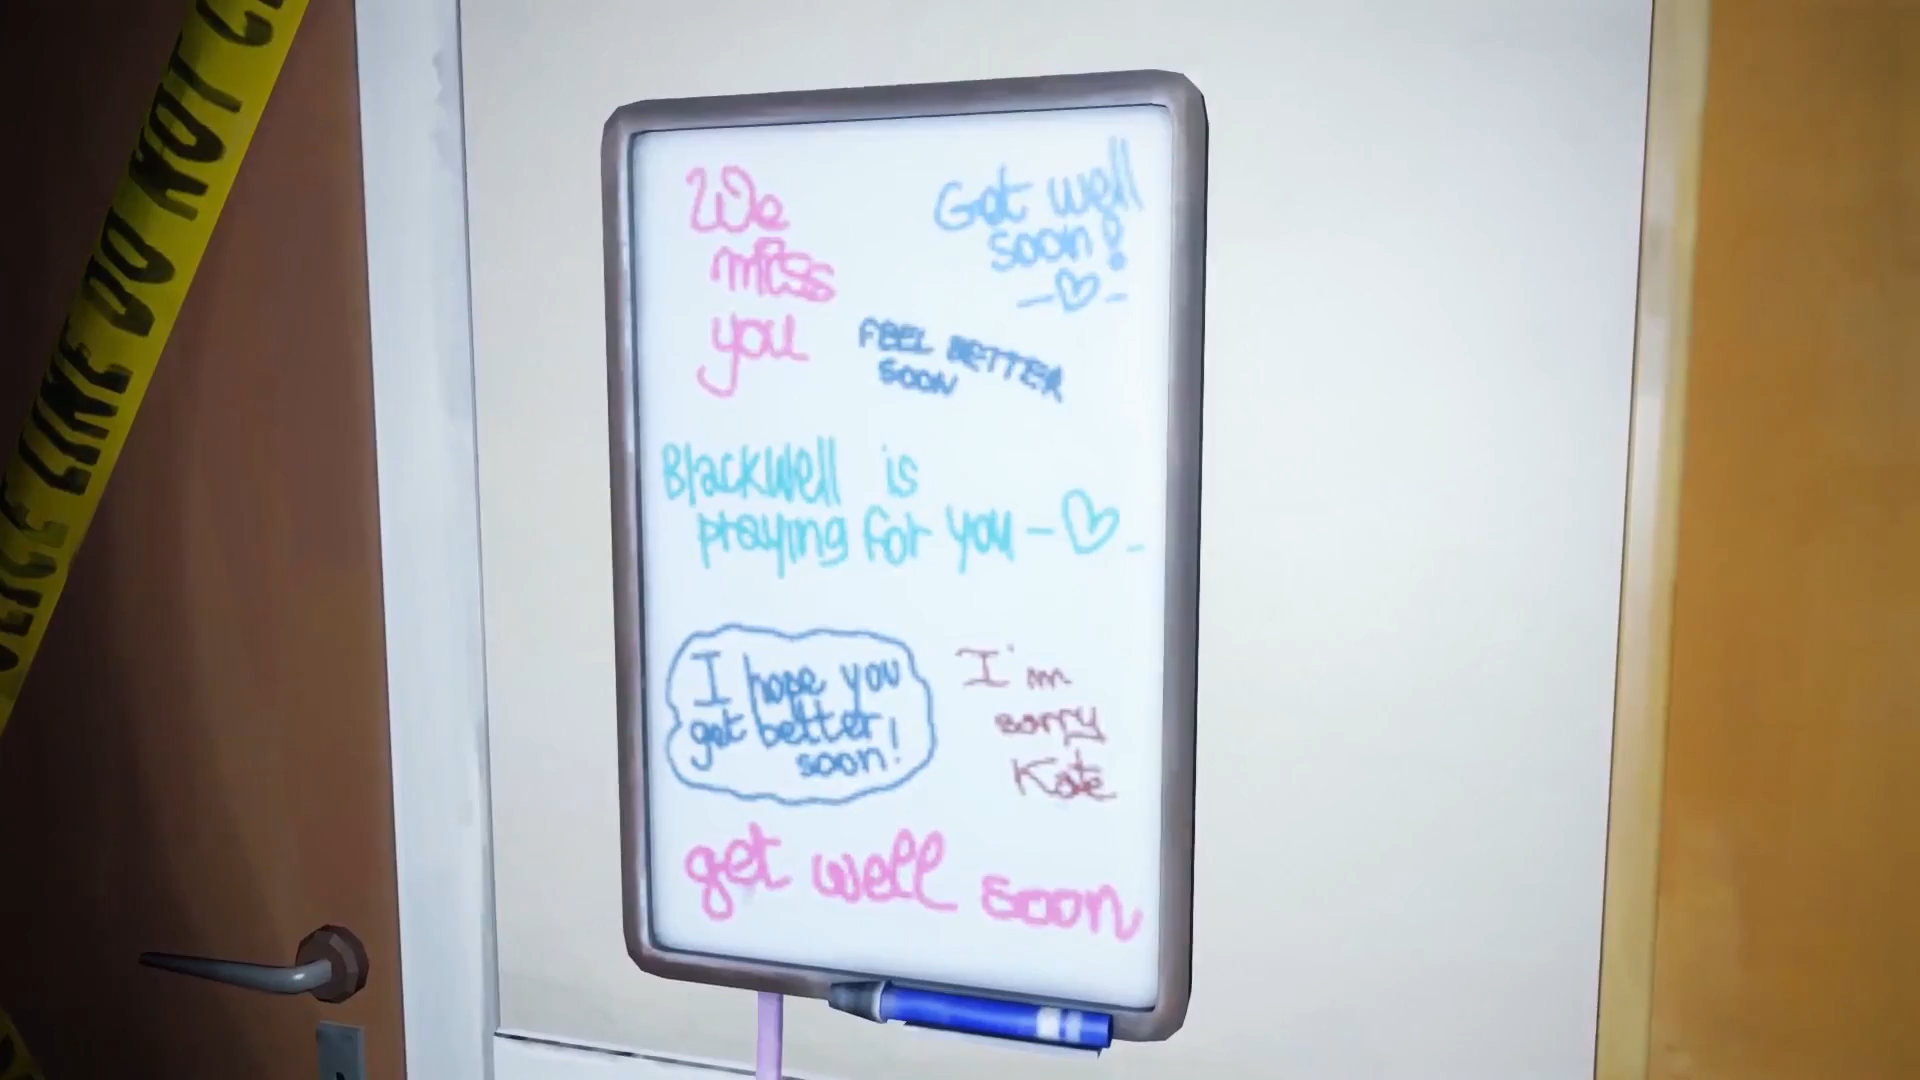 POLICE LINE DO NOT C
We
miss
you
Get well
soon!
FEEL BETTER
SOON
Blackwell is
praying for you
I hope you
get better
soon!
I'm
sorry
Kate
get well soon